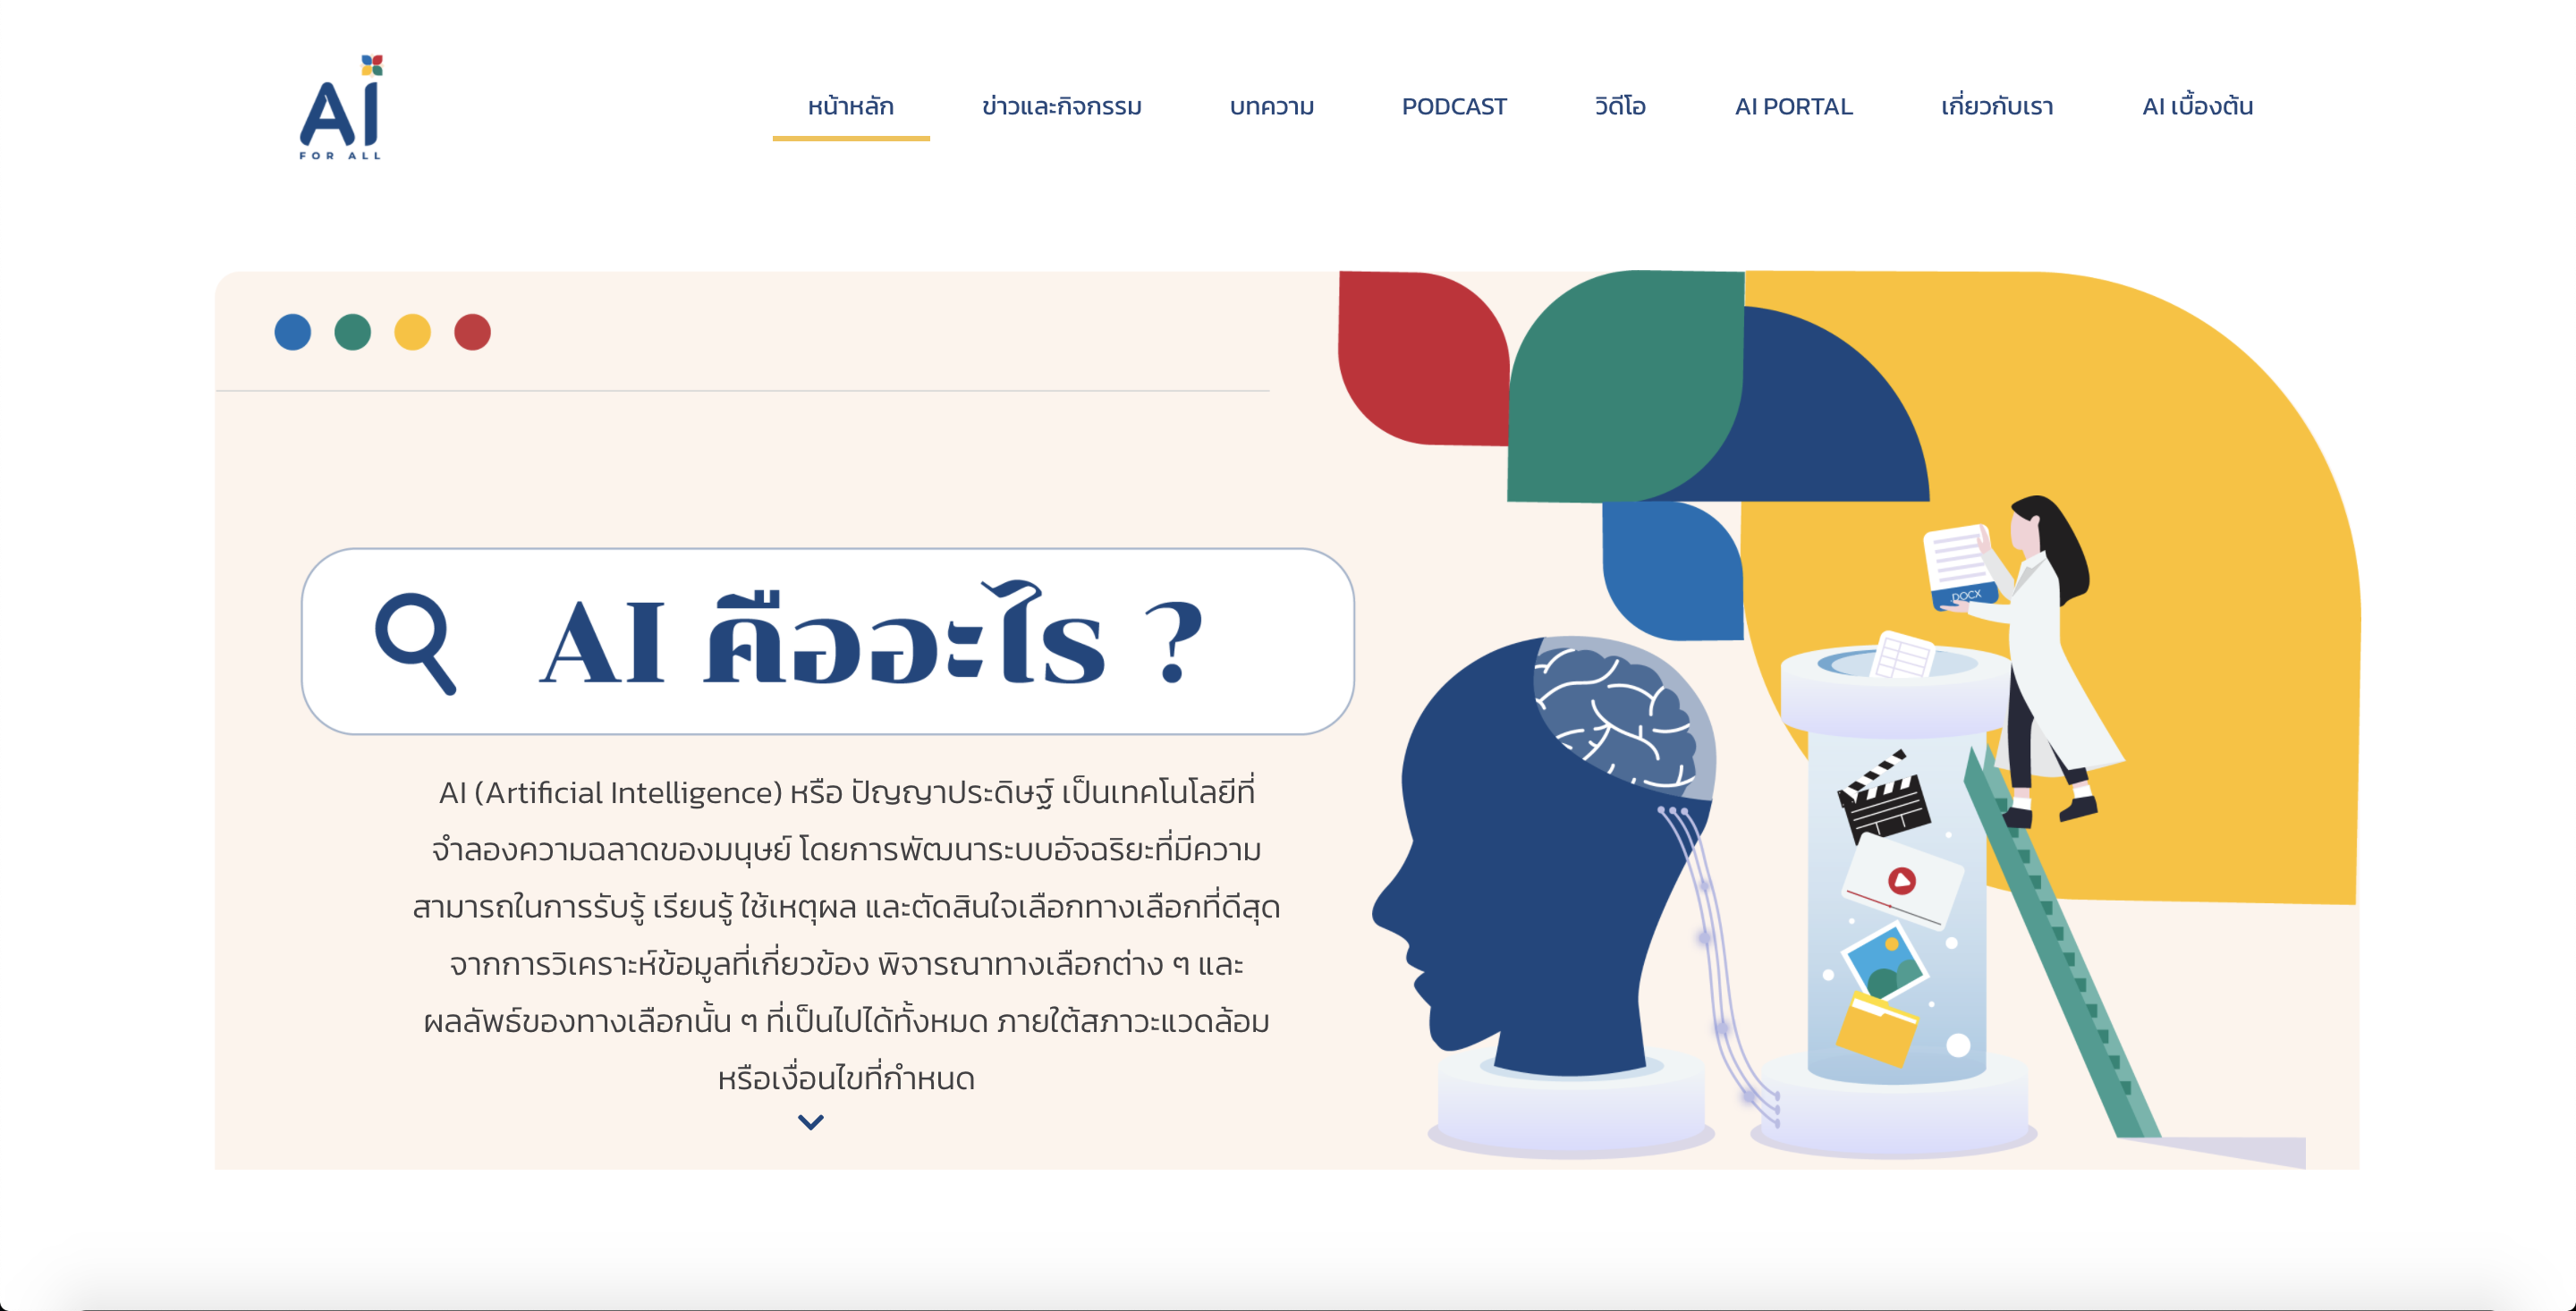 AI
FOR ALL
หน้าหลัก ข่าวและกิจกรรม บทความ PODCAST วิดีโอ AI PORTAL เกี่ยวกับเรา AI เบื้องต้น
AI คืออะไร ?
.DOCX
AI (Artificial Intelligence) หรือ ปัญญาประดิษฐ์ เป็นเทคโนโลยีที่
จำลองความฉลาดของมนุษย์ โดยการพัฒนาระบบอัจฉริยะที่มีความ
สามารถในการรับรู้ เรียนรู้ ใช้เหตุผล และตัดสินใจเลือกทางเลือกที่ดีสุด
จากการวิเคราะห์ข้อมูลที่เกี่ยวข้อง พิจารณาทางเลือกต่าง ๆ และ
ผลลัพธ์ของทางเลือกนั้น ๆ ที่เป็นไปได้ทั้งหมด ภายใต้สภาวะแวดล้อม
หรือเงื่อนไขที่กำหนด